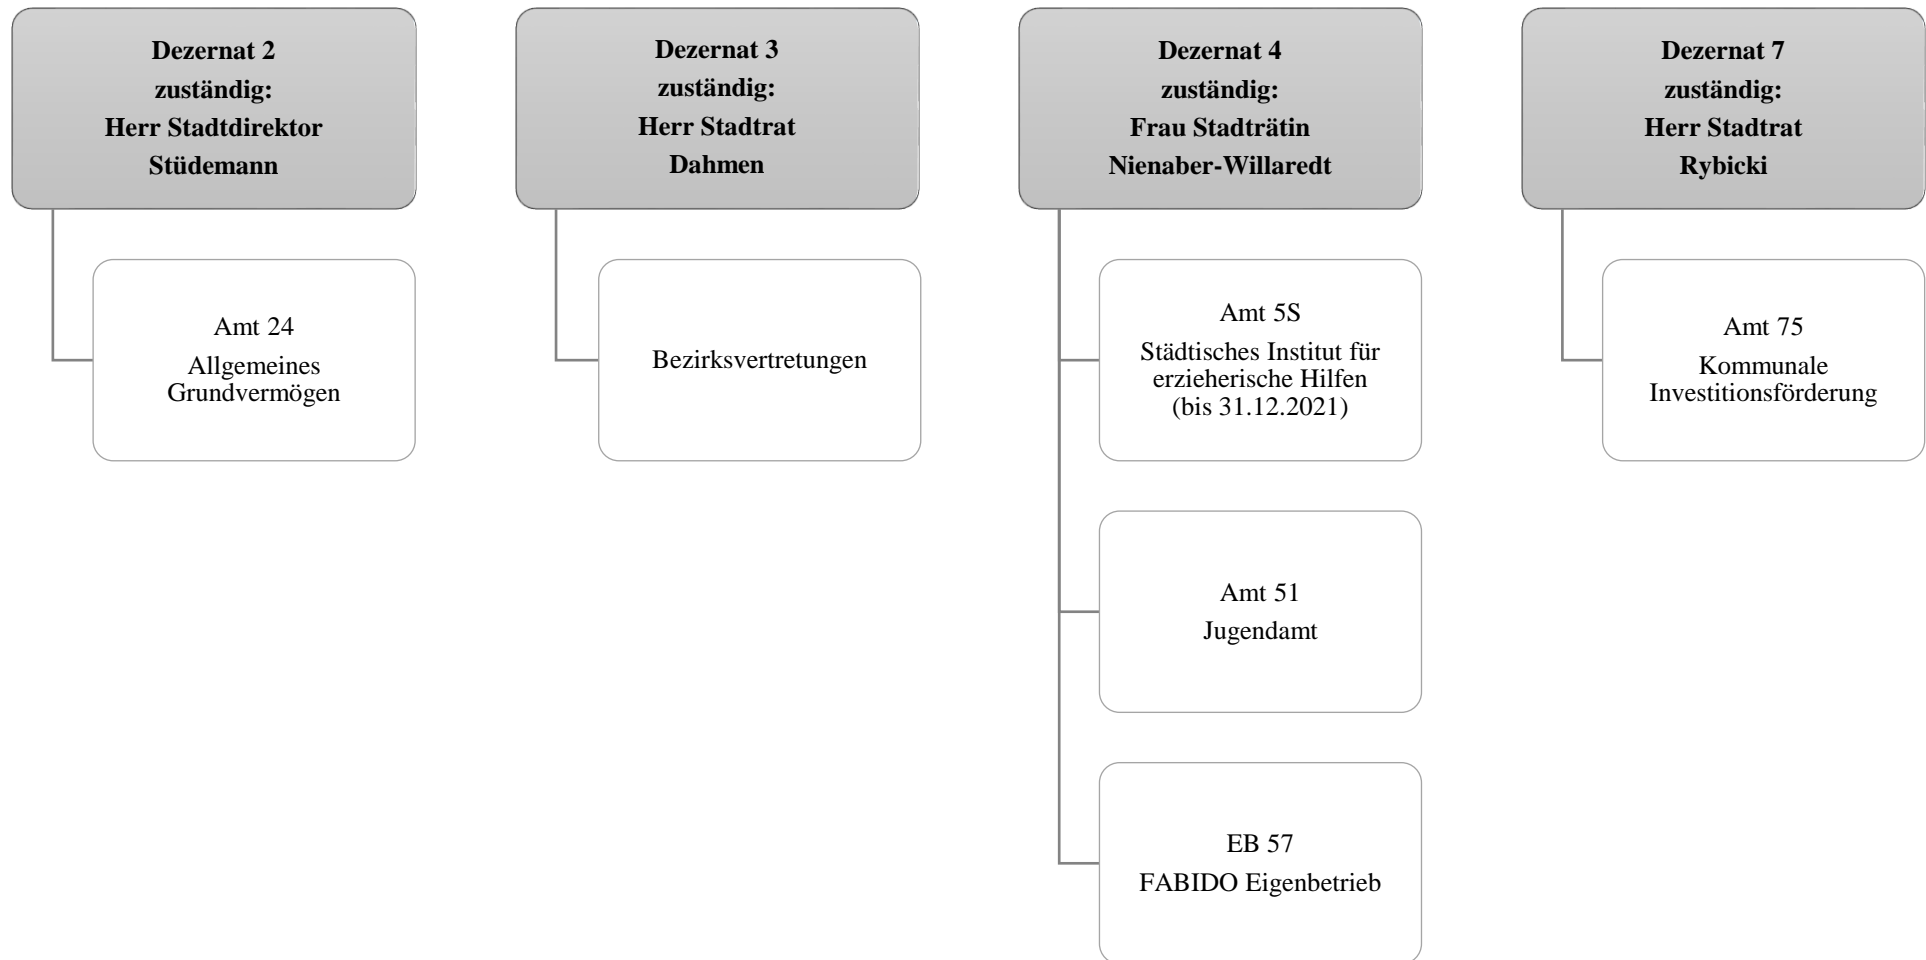 Dezernat 2
zuständig:
Herr Stadtdirektor
Stüdemann
Amt 24
Allgemeines
Grundvermögen
Dezernat 3
zuständig:
Herr Stadtrat
Dahmen
Bezirksvertretungen
Dezernat 4
zuständig:
Frau Stadträtin
Nienaber-Willaredt
Amt 5S
Städtisches Institut für
erzieherische Hilfen
(bis 31.12.2021)
Amt 51
Jugendamt
EB 57
FABIDO Eigenbetrieb
Dezernat 7
zuständig:
Herr Stadtrat
Rybicki
Amt 75
Kommunale
Investitionsförderung